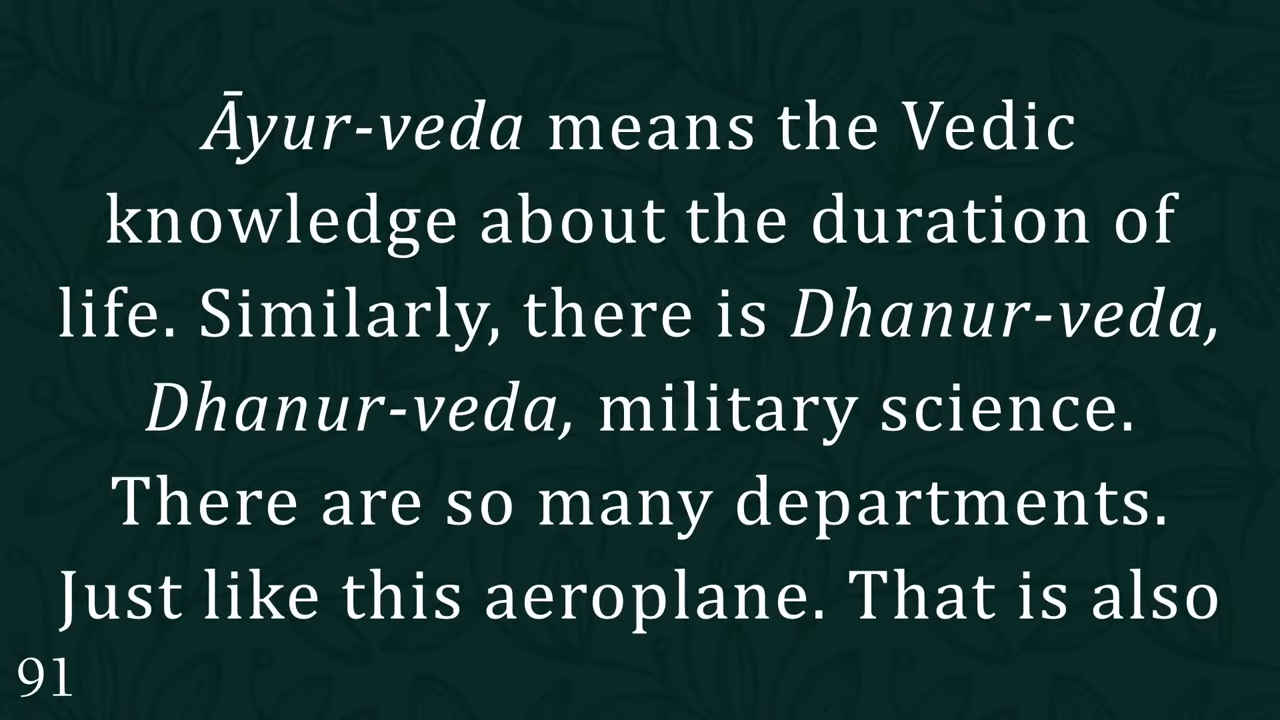 Āyur-veda means the Vedic
knowledge about the duration of
life. Similarly, there is Dhanur-veda,
Dhanur-veda, military science.
There are so many departments.
Just like this aeroplane. That is also
91